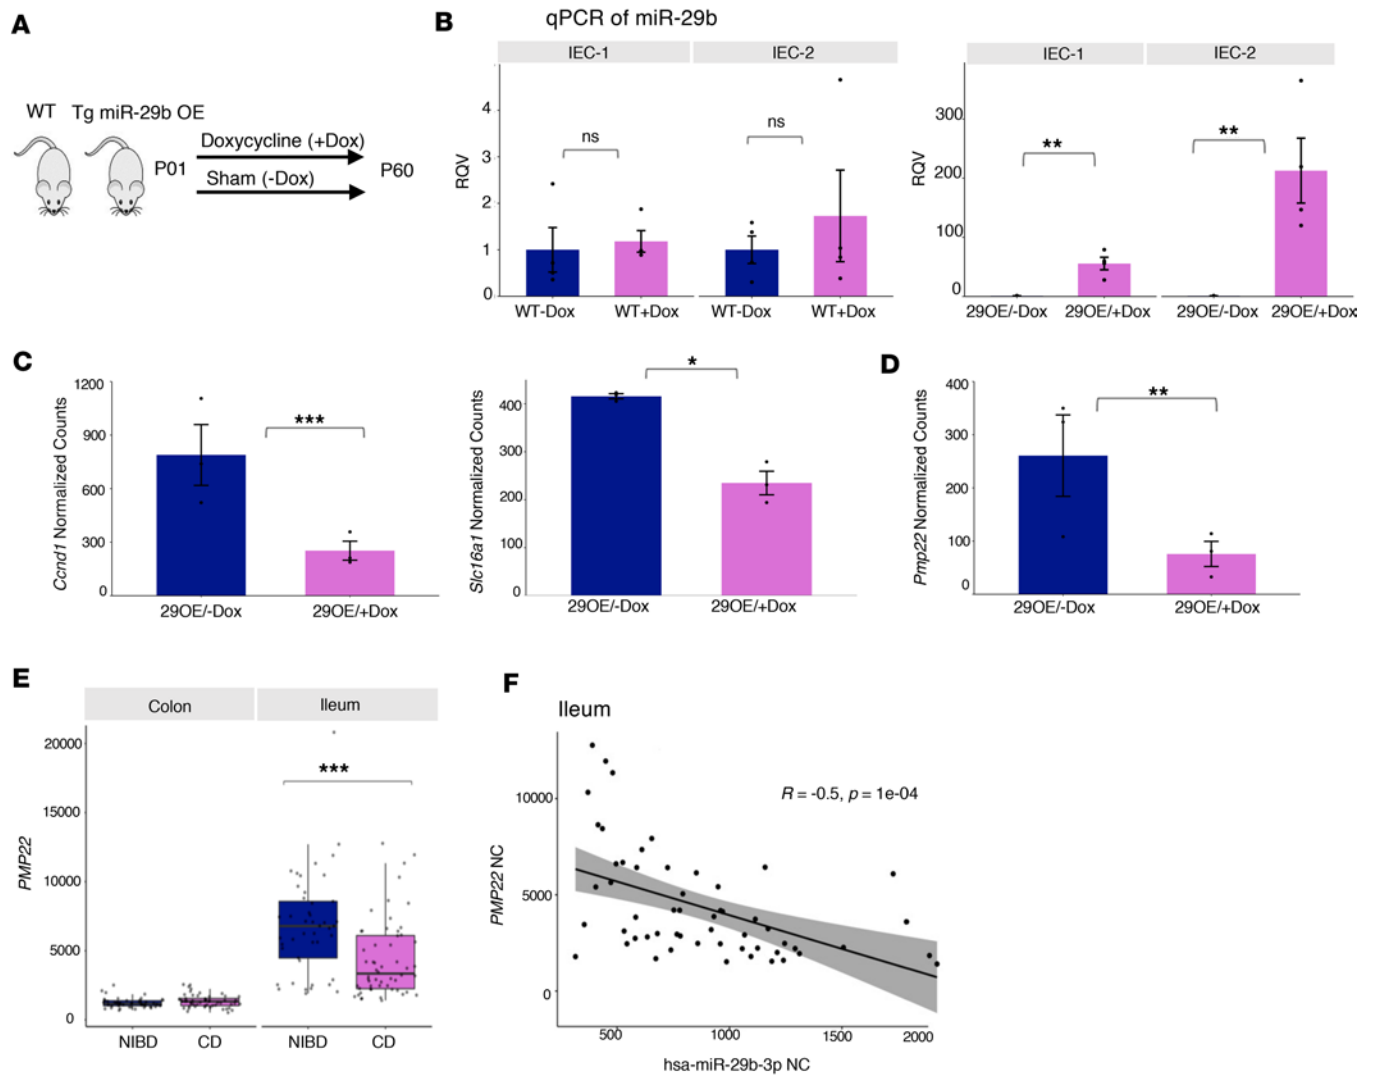 A
WT Tg miR-29b OE
Doxycycline (+Dox)
P01
P60
Sham (-Dox)
B
qPCR of miR-29b
IEC-1 IEC-2
RQV
4
3
2
1
0
ns
ns
WT-Dox WT+Dox WT-Dox WT+Dox
IEC-1 IEC-2
RQV
300
200
100
0
**
**
29OE/-Dox 29OE/+Dox 29OE/-Dox 29OE/+Dox
C
Ccnd1 Normalized Counts
1200
900
600
300
0
***
29OE/-Dox 29OE/+Dox
Slc16a1 Normalized Counts
400
300
200
100
0
*
29OE/-Dox 29OE/+Dox
D
Pmp22 Normalized Counts
400
300
200
100
0
**
29OE/-Dox 29OE/+Dox
E
Colon Ileum
PMP22
20000
15000
10000
5000
0
***
NIBD CD NIBD CD
F
Ileum
PMP22 NC
10000
5000
0
R = -0.5, p = 1e-04
500 1000 1500 2000
hsa-miR-29b-3p NC